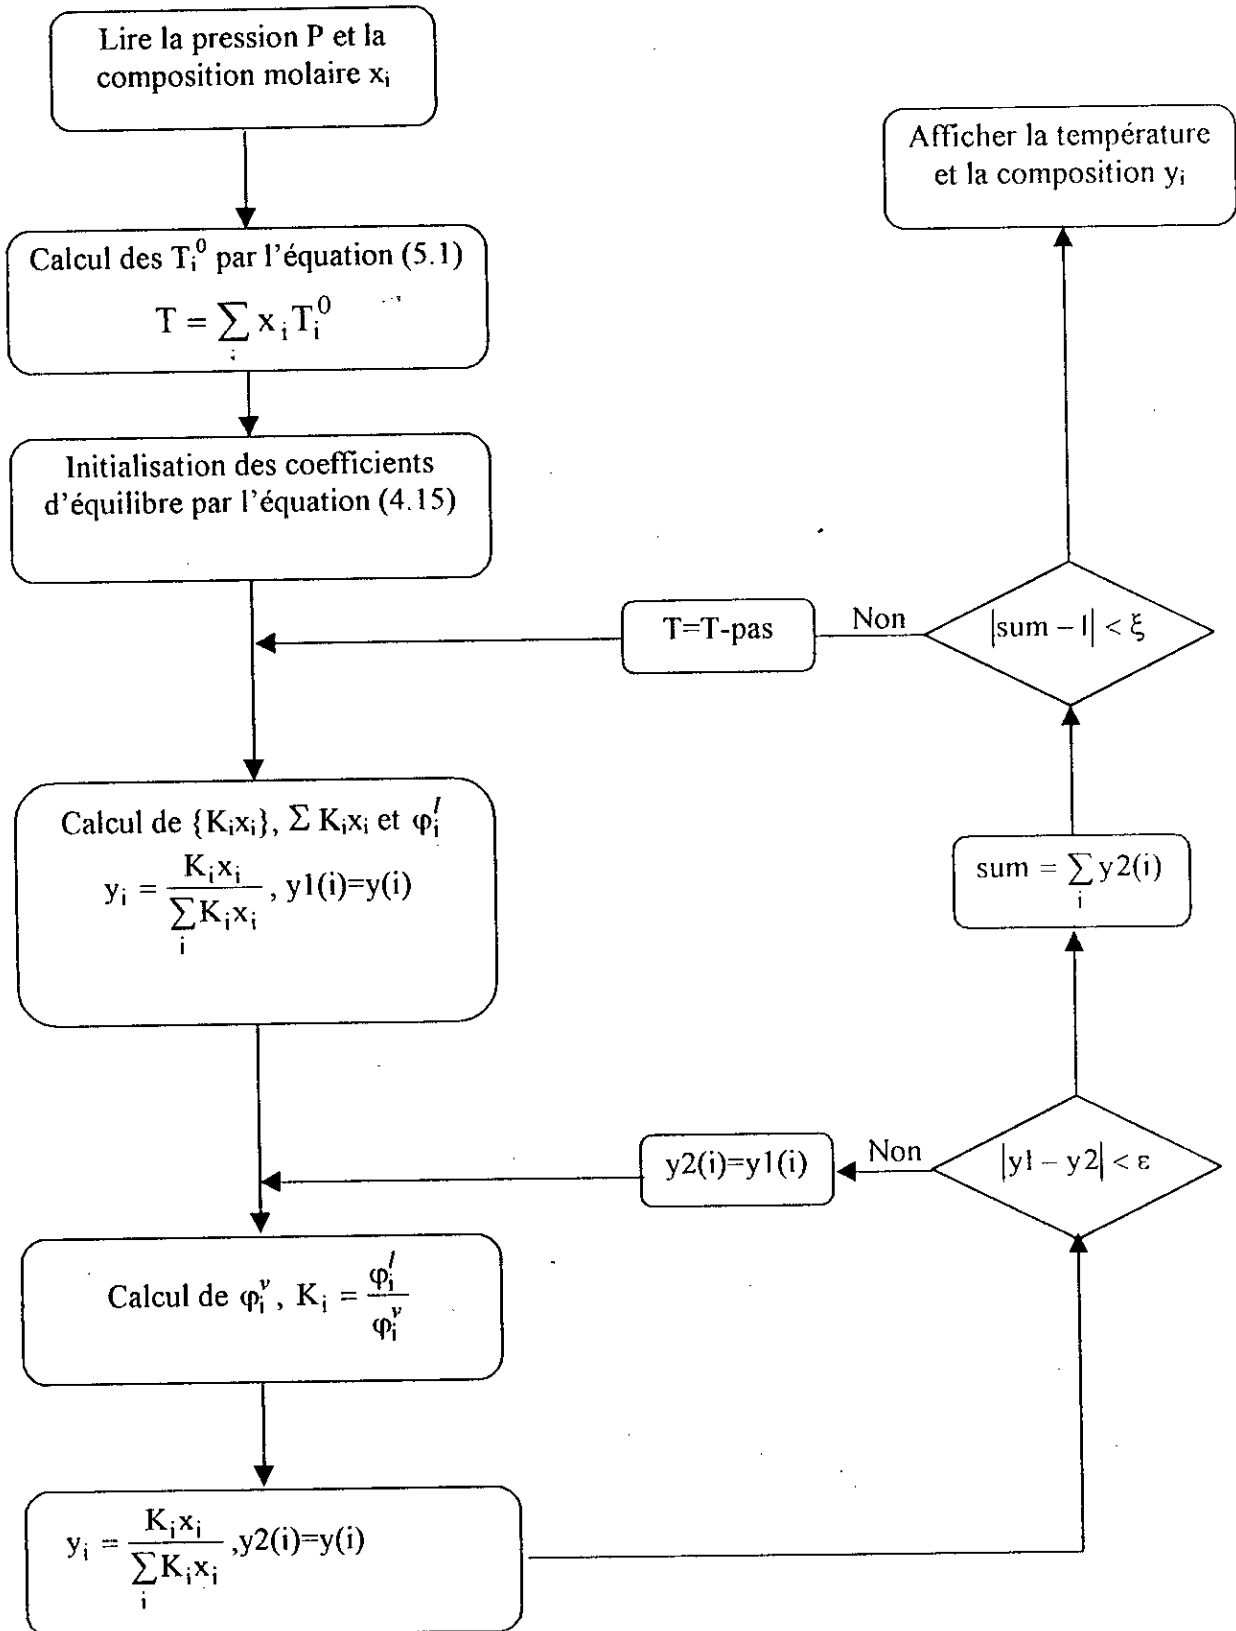 Lire la pression P et la
composition molaire xᵢ
Calcul des Tᵢ⁰ par l'équation (5.1)
T = ∑ᵢ xᵢ Tᵢ⁰
Initialisation des coefficients
d'équilibre par l'équation (4.15)
Calcul de {Kᵢxᵢ}, Σ Kᵢxᵢ et φᵢˡ
yᵢ = Kᵢxᵢ / ∑ᵢ Kᵢxᵢ , y1(i)=y(i)
Calcul de φᵢᵛ, Kᵢ = φᵢˡ / φᵢᵛ
yᵢ = Kᵢxᵢ / ∑ᵢ Kᵢxᵢ ,y2(i)=y(i)
|y1 − y2| < ε
Non
y2(i)=y1(i)
sum = ∑ᵢ y2(i)
|sum − 1| < ξ
Non
T=T-pas
Afficher la température
et la composition yᵢ